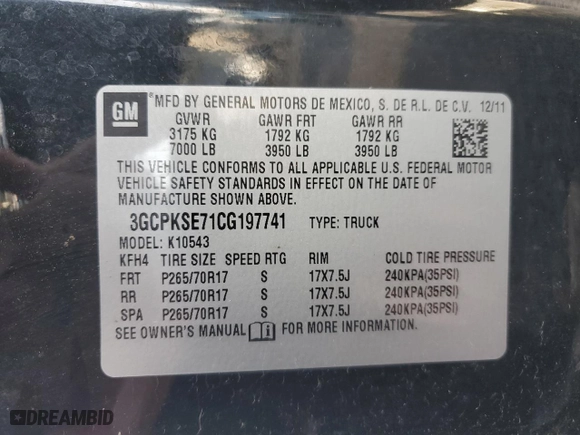 GM
®MFD BY GENERAL MOTORS DE MEXICO, S. DE R.L. DE C.V. 12/11
GVWR GAWR FRT GAWR RR
3175 KG 1792 KG 1792 KG
7000 LB 3950 LB 3950 LB
THIS VEHICLE CONFORMS TO ALL APPLICABLE U.S. FEDERAL MOTOR
VEHICLE SAFETY STANDARDS IN EFFECT ON THE DATE OF
MANUFACTURE SHOWN ABOVE.
3GCPKSE71CG197741 TYPE: TRUCK
MODEL: K10543
KFH4 TIRE SIZE SPEED RTG RIM COLD TIRE PRESSURE
FRT P265/70R17 S 17X7.5J 240KPA(35PSI)
RR P265/70R17 S 17X7.5J 240KPA(35PSI)
SPA P265/70R17 S 17X7.5J 240KPA(35PSI)
SEE OWNER'S MANUAL FOR MORE INFORMATION.
DREAMBID